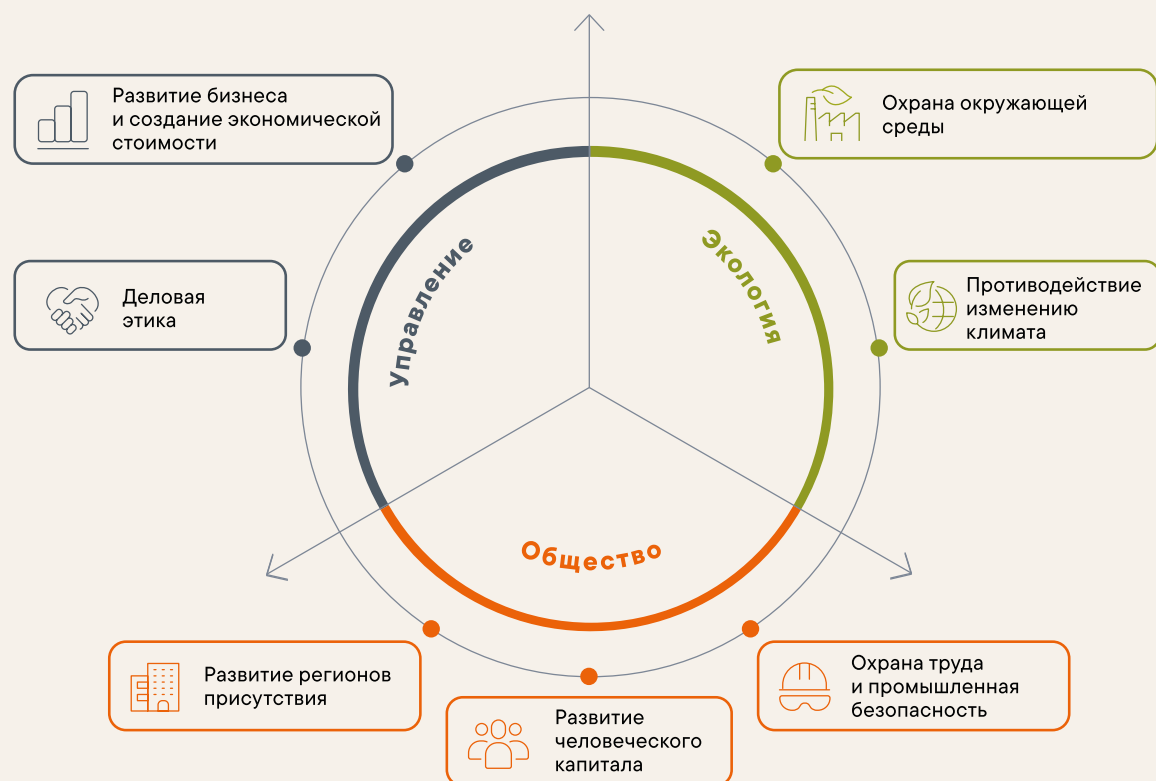 Развитие бизнеса
и создание экономической
стоимости
Охрана окружающей
среды
Управление
Экология
Деловая
этика
Противодействие
изменению
климата
Общество
Развитие регионов
присутствия
Развитие
человеческого
капитала
Охрана труда
и промышленная
безопасность